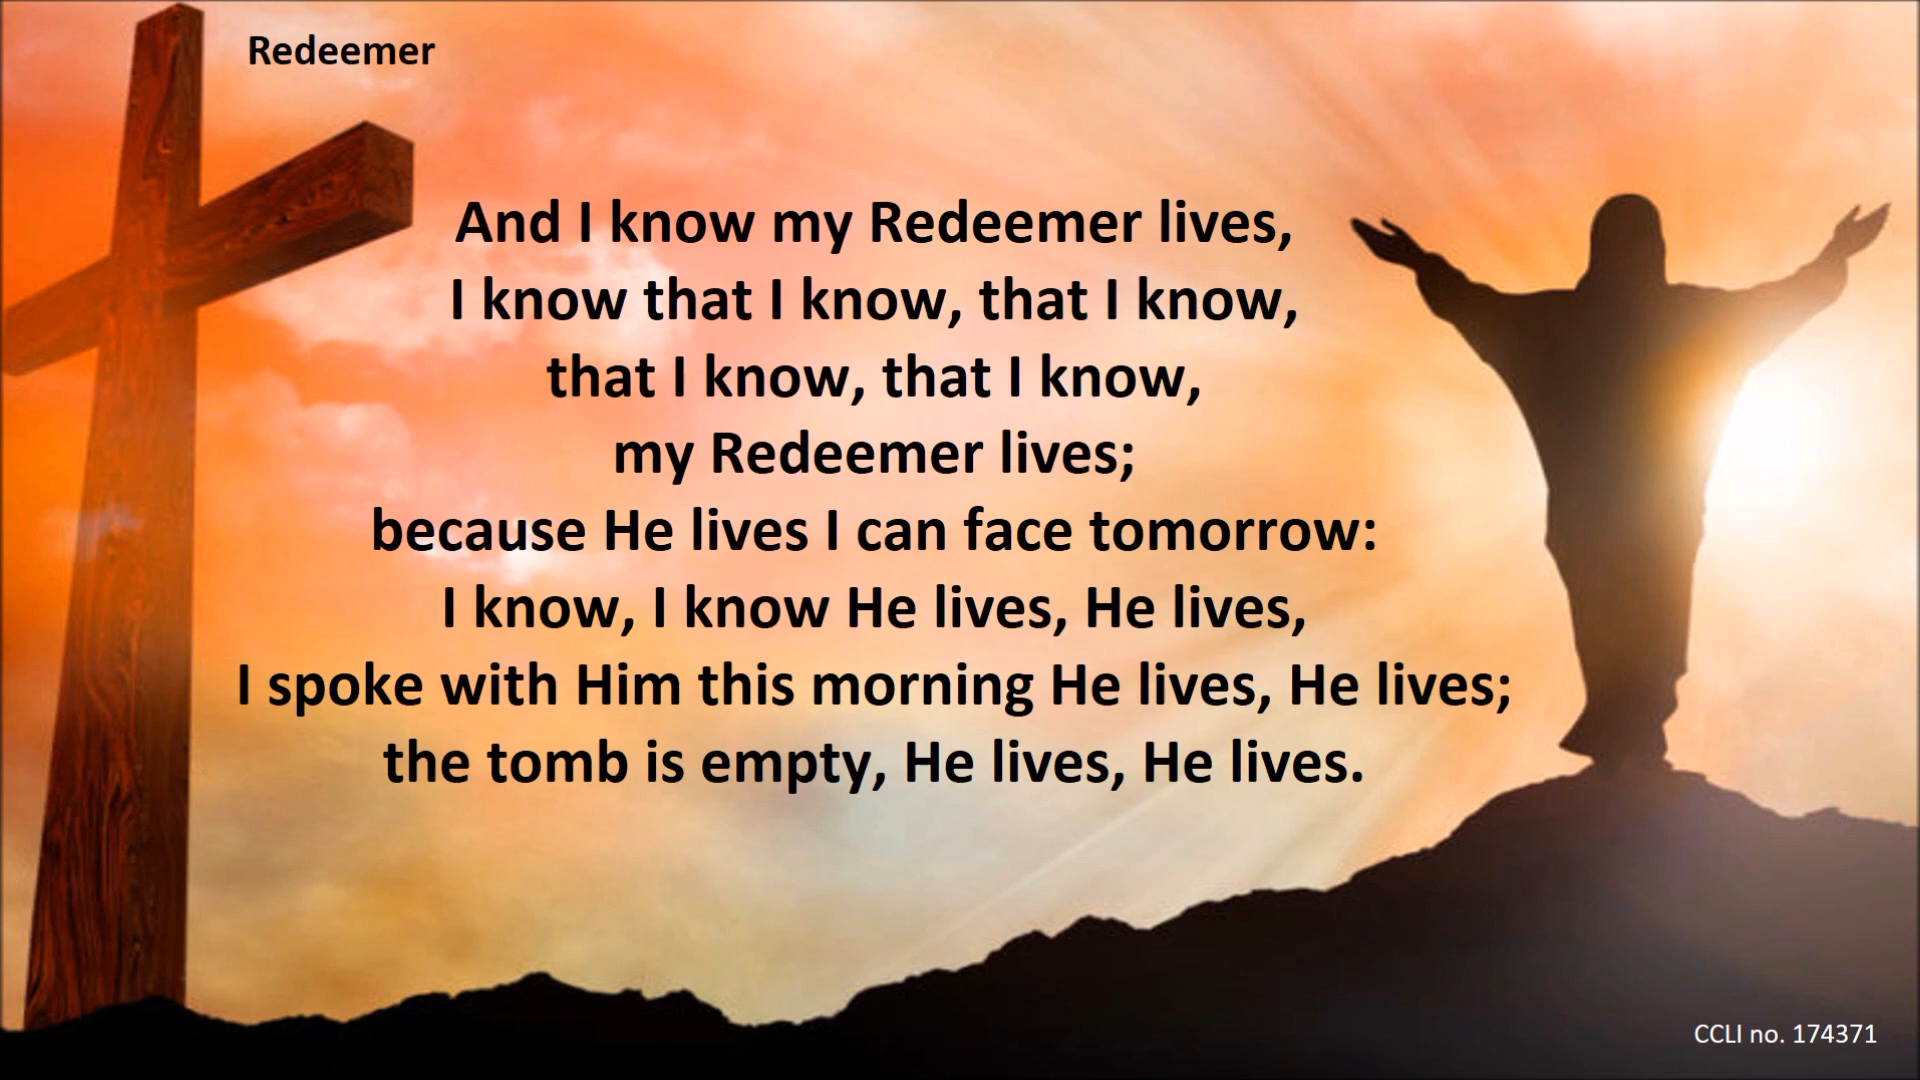 Redeemer
And I know my Redeemer lives,
I know that I know, that I know,
that I know, that I know,
my Redeemer lives;
because He lives I can face tomorrow:
I know, I know He lives, He lives,
I spoke with Him this morning He lives, He lives;
the tomb is empty, He lives, He lives.
CCLI no. 174371